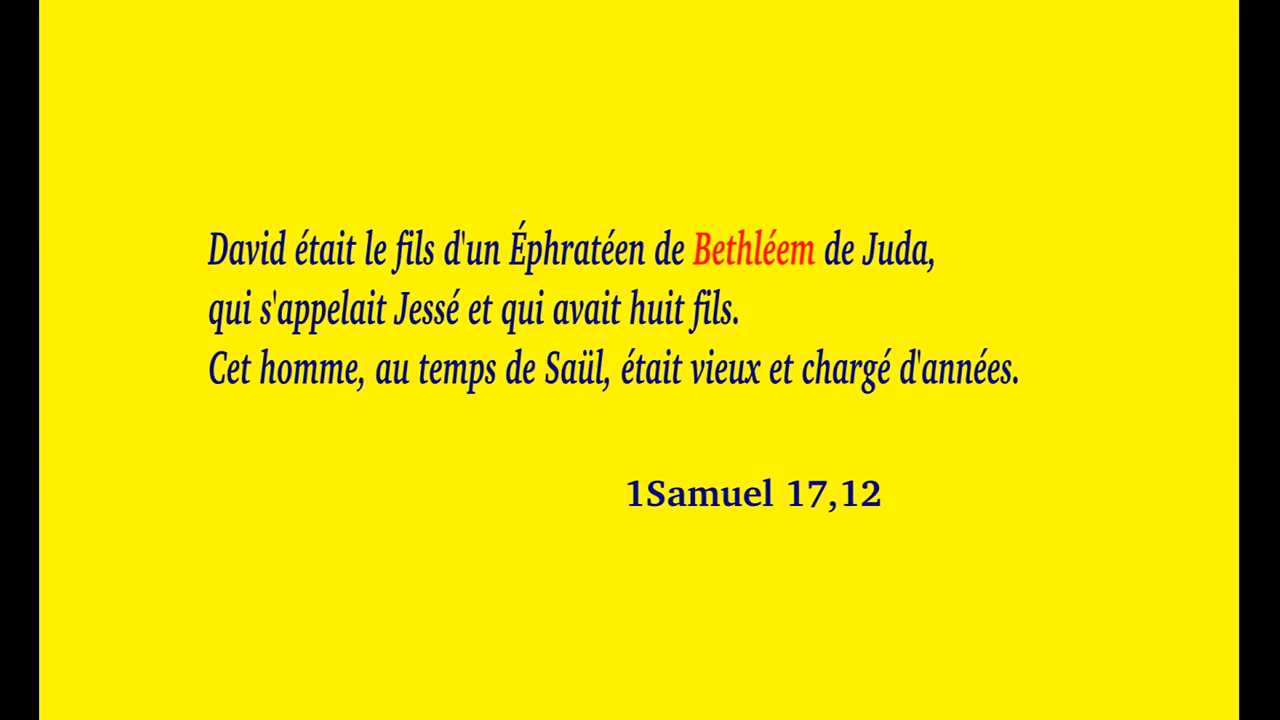 David était le fils d'un Éphratéen de Bethléem de Juda,
qui s'appelait Jessé et qui avait huit fils.
Cet homme, au temps de Saül, était vieux et chargé d'années.
1Samuel 17,12